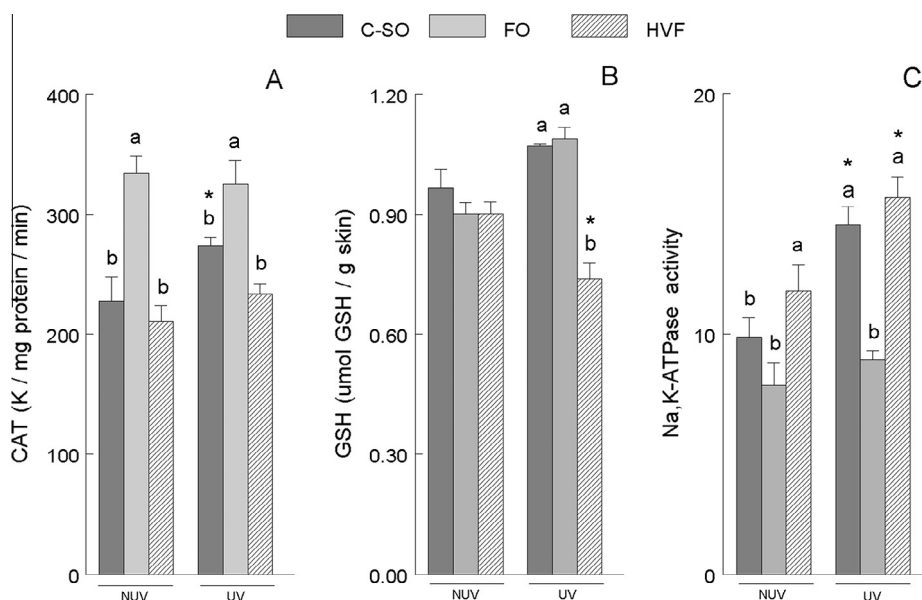 C-SO FO HVF
A
CAT (K / mg protein / min)
400
300
200
100
0
b
a
b
*
b
a
b
NUV UV
B
GSH (umol GSH / g skin)
1.20
0.90
0.60
0.30
0.00
a
a
*
b
NUV UV
C
Na,K-ATPase activity
20
10
0
b
b
a
*
a
b
*
a
NUV UV